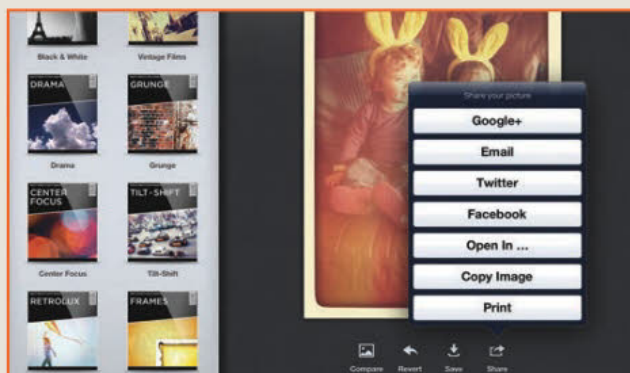 Black & White
Vintage Films
DRAMA
GRUNGE
Drama
Grunge
CENTER
FOCUS
TILT-SHIFT
Center Focus
Tilt-Shift
RETROLUX
FRAMES
Share your picture
Google+
Email
Twitter
Facebook
Open In ...
Copy Image
Print
Compare
Revert
Save
Share